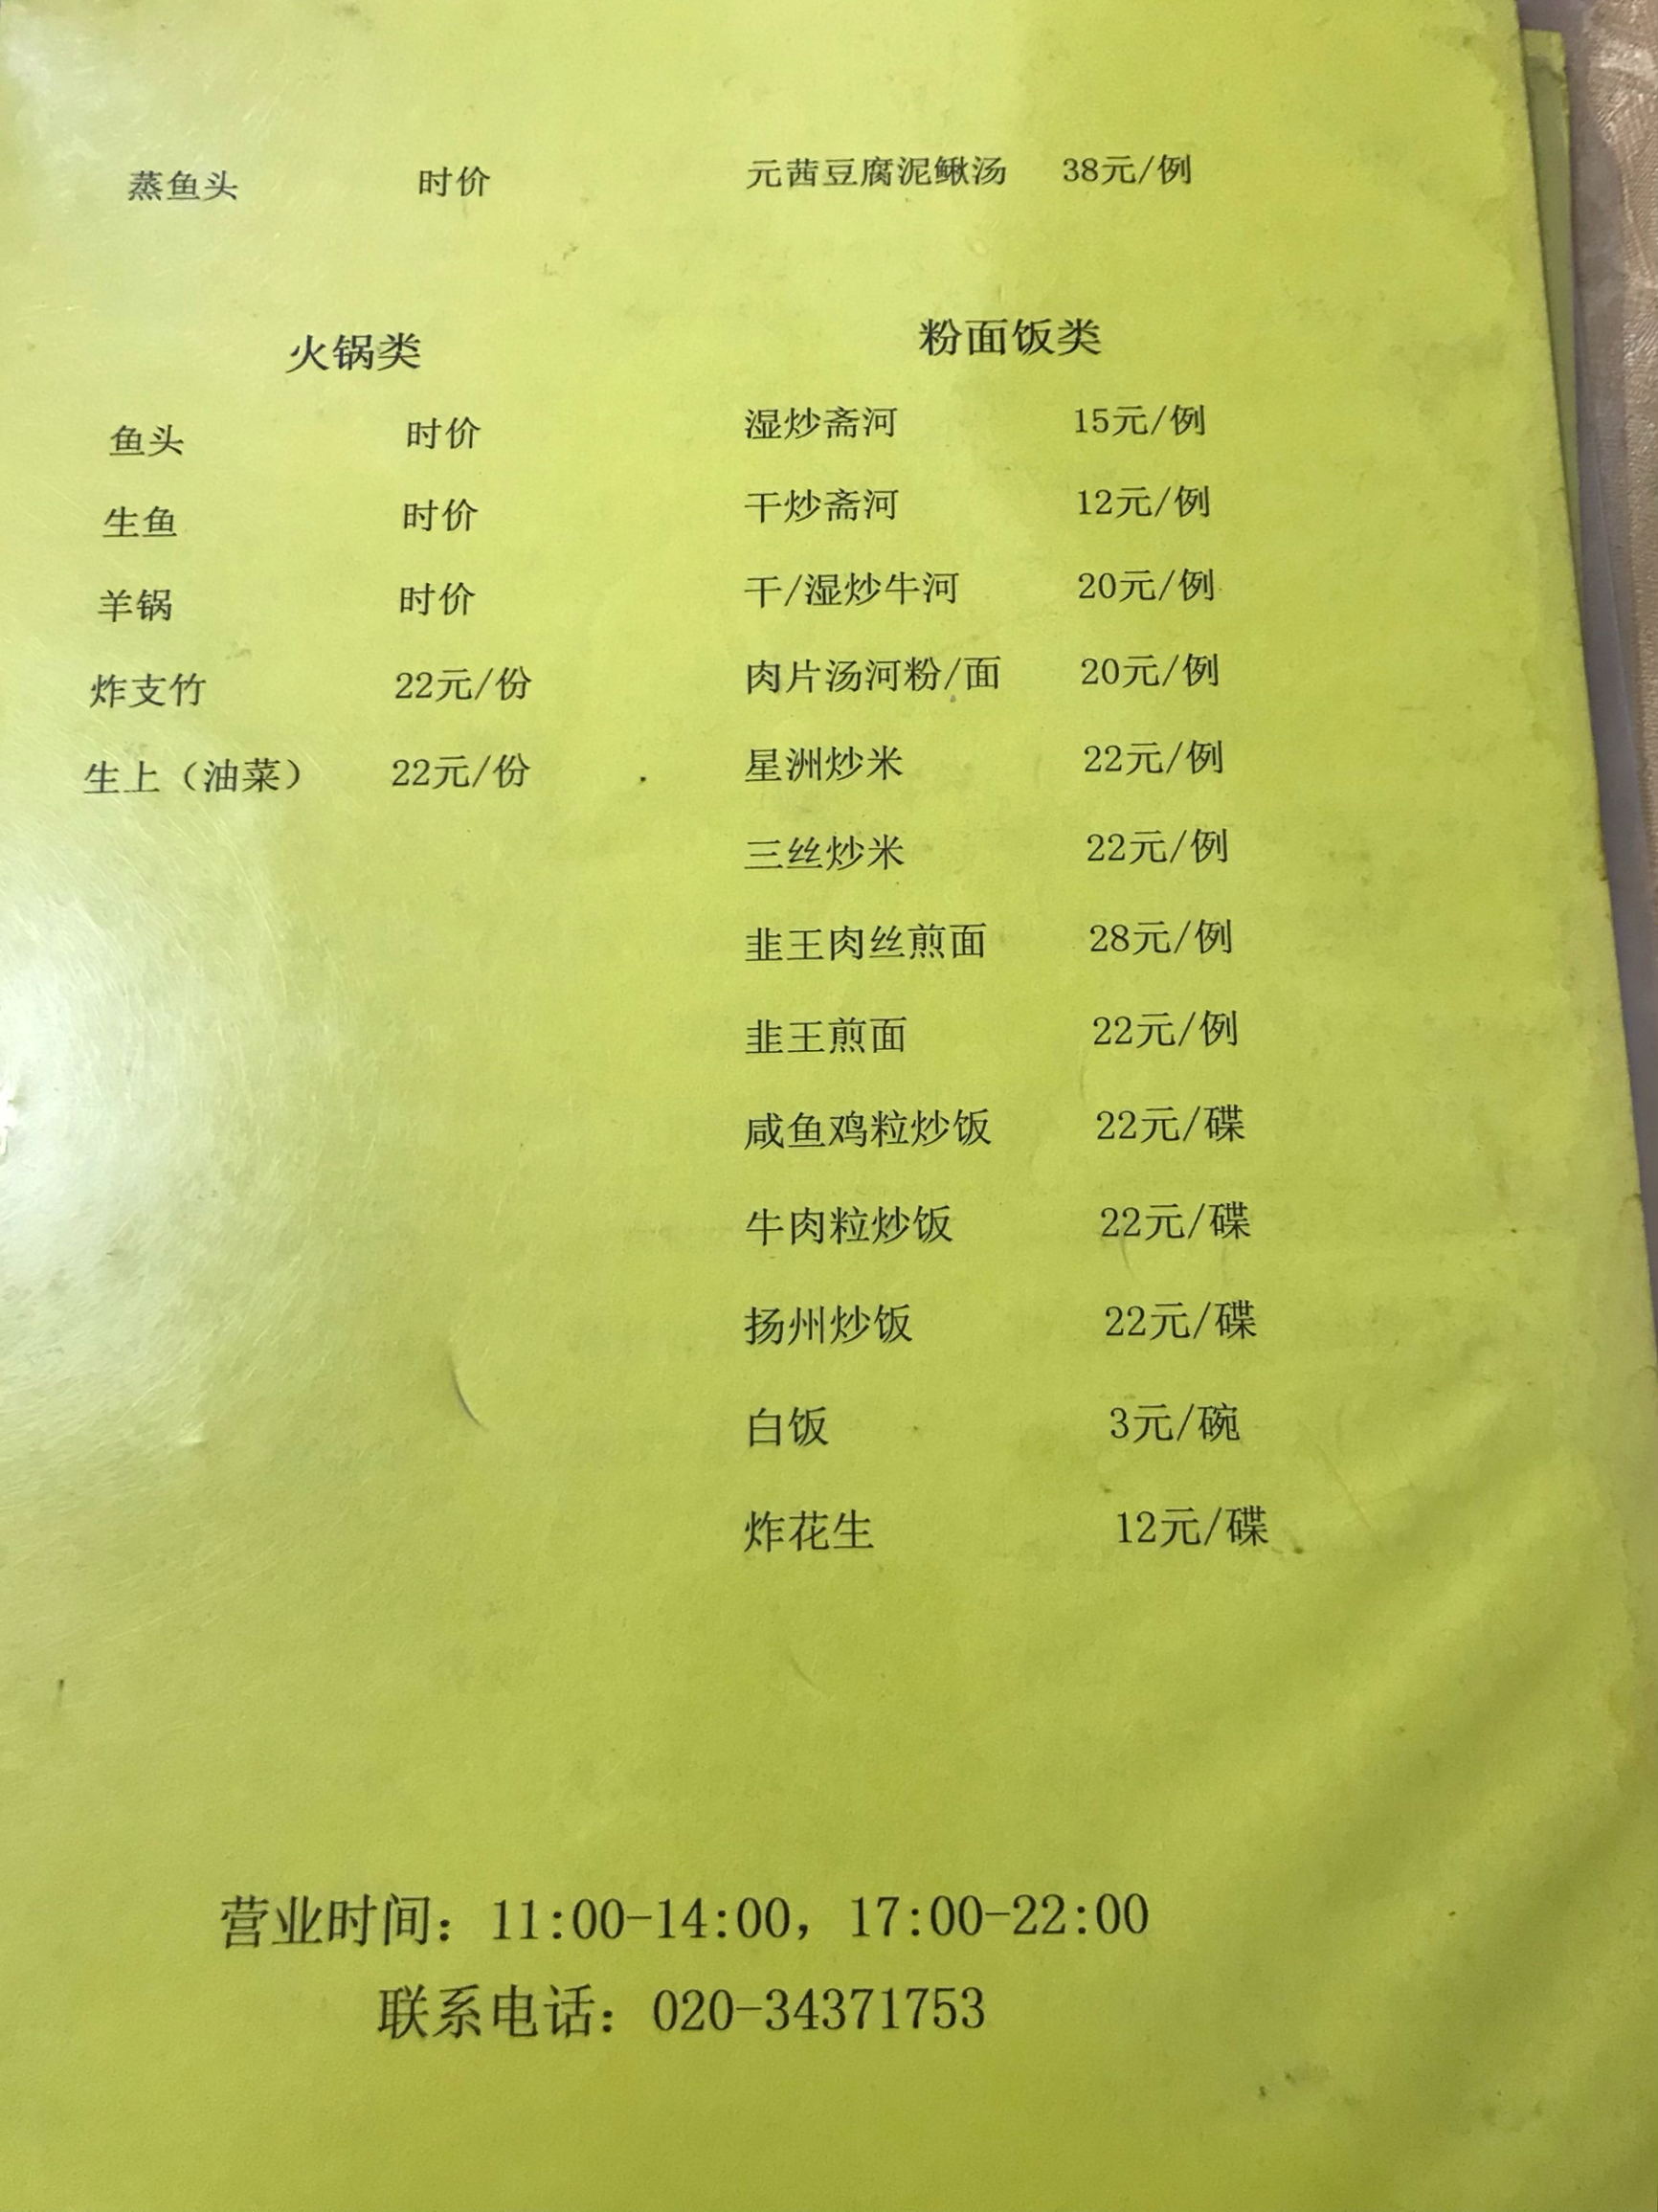 蒸鱼头 时价
元茜豆腐泥鳅汤 38元/例
火锅类
鱼头 时价
生鱼 时价
羊锅 时价
炸支竹 22元/份
生上（油菜） 22元/份
粉面饭类
湿炒斋河 15元/例
干炒斋河 12元/例
干/湿炒牛河 20元/例
肉片汤河粉/面 20元/例
星洲炒米 22元/例
三丝炒米 22元/例
韭王肉丝煎面 28元/例
韭王煎面 22元/例
咸鱼鸡粒炒饭 22元/碟
牛肉粒炒饭 22元/碟
扬州炒饭 22元/碟
白饭 3元/碗
炸花生 12元/碟
营业时间：11:00-14:00，17:00-22:00
联系电话：020-34371753